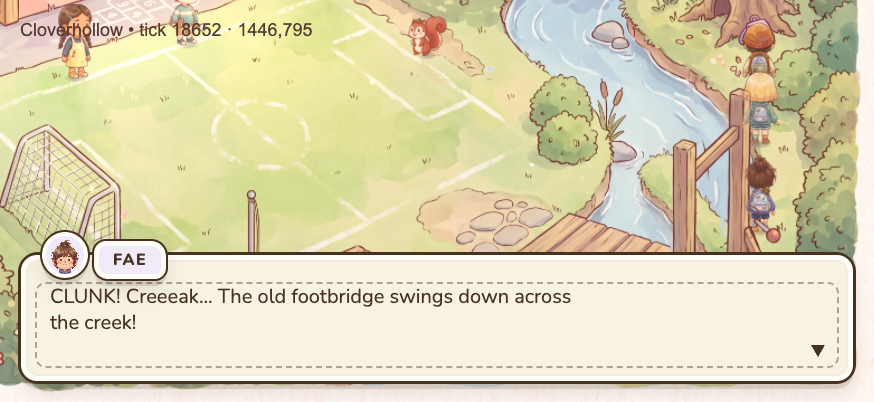 Cloverhollow • tick 18652 · 1446,795
FAE
CLUNK! Creeeak... The old footbridge swings down across
the creek!